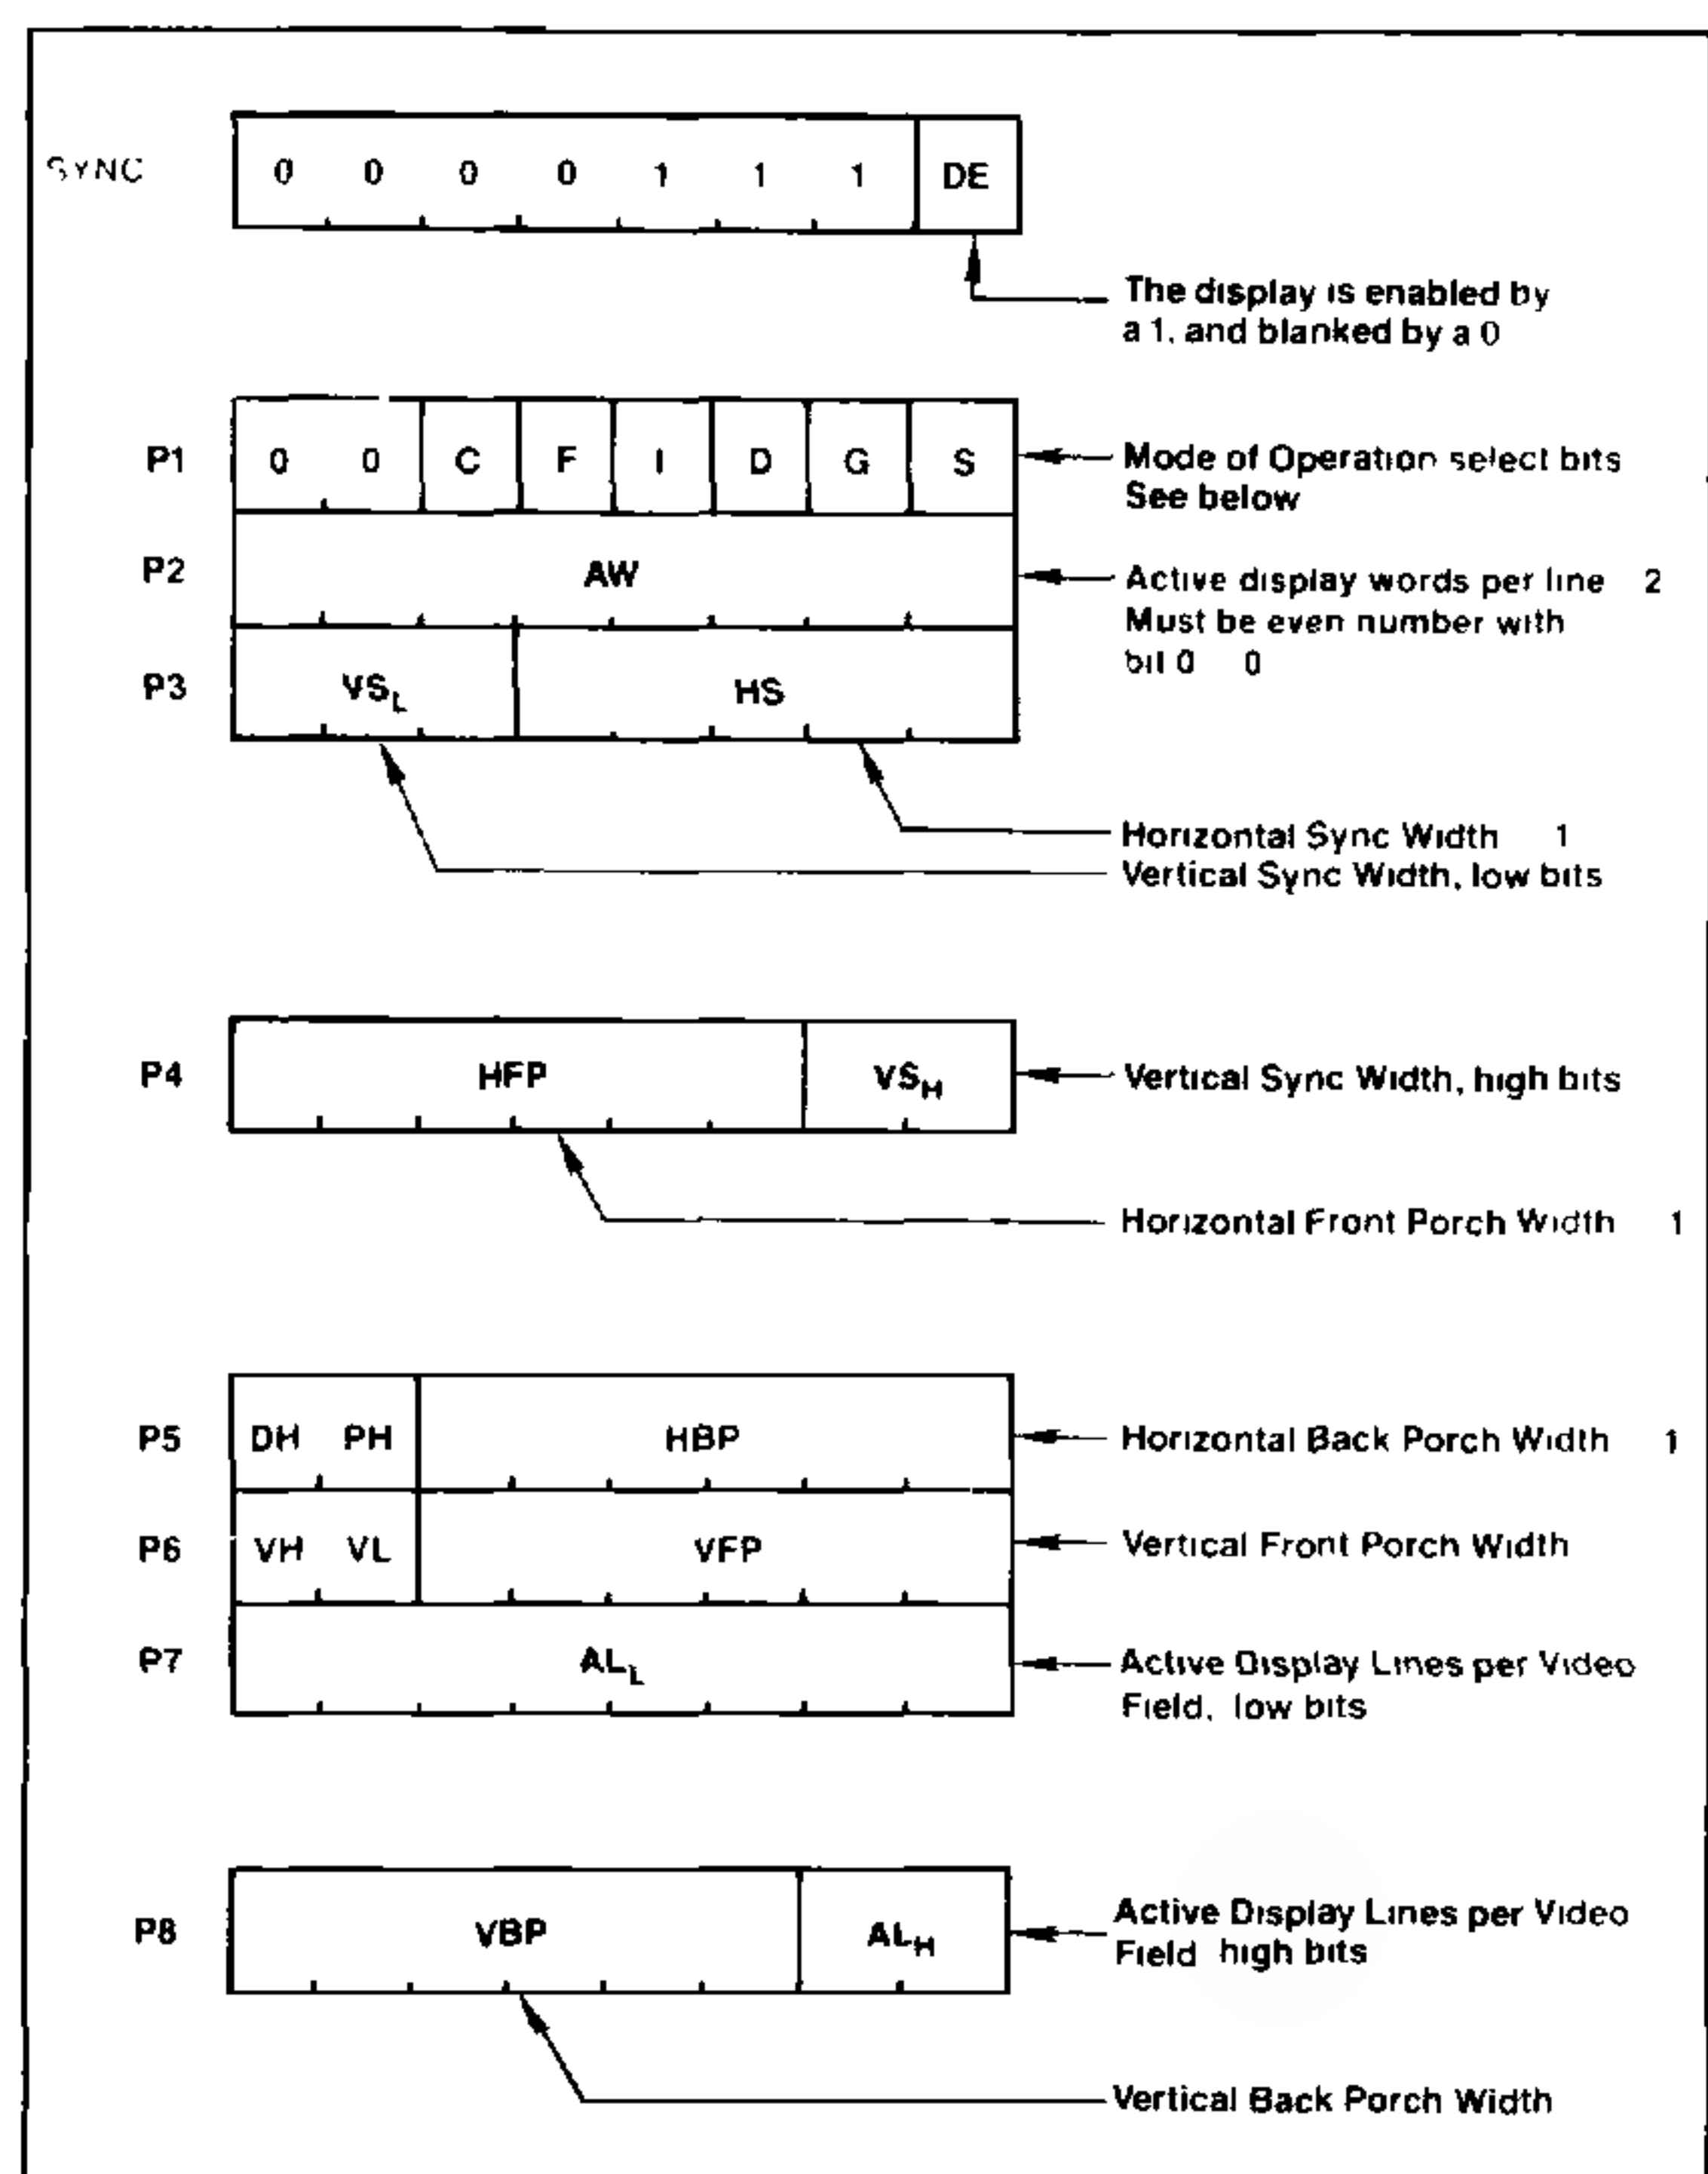 SYNC 0 0 0 0 1 1 1 DE
The display is enabled by
a 1, and blanked by a 0
P1 0 0 C F I D G S
Mode of Operation select bits
See below
P2 AW
Active display words per line 2
Must be even number with
bit 0 0
P3 VSL HS
Horizontal Sync Width 1
Vertical Sync Width, low bits
P4 HFP VSH
Vertical Sync Width, high bits
Horizontal Front Porch Width 1
P5 DH PH HBP
Horizontal Back Porch Width 1
P6 VH VL VFP
Vertical Front Porch Width
P7 ALL
Active Display Lines per Video
Field, low bits
P8 VBP ALH
Active Display Lines per Video
Field high bits
Vertical Back Porch Width